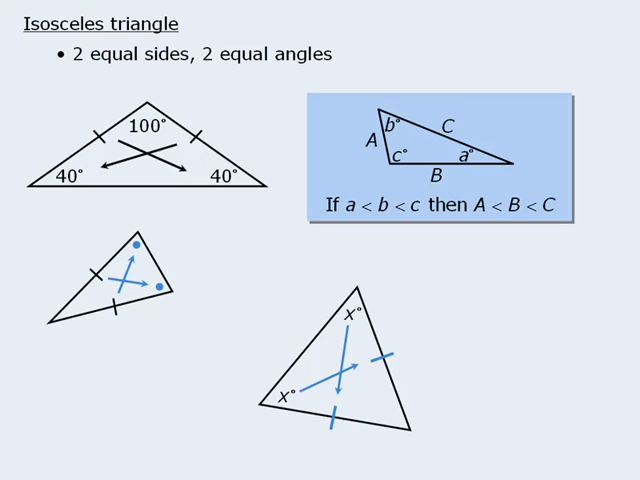 Isosceles triangle
• 2 equal sides, 2 equal angles
100°
40° 40°
b°
C
A
c° a°
B
If a < b < c then A < B < C
x°
x°